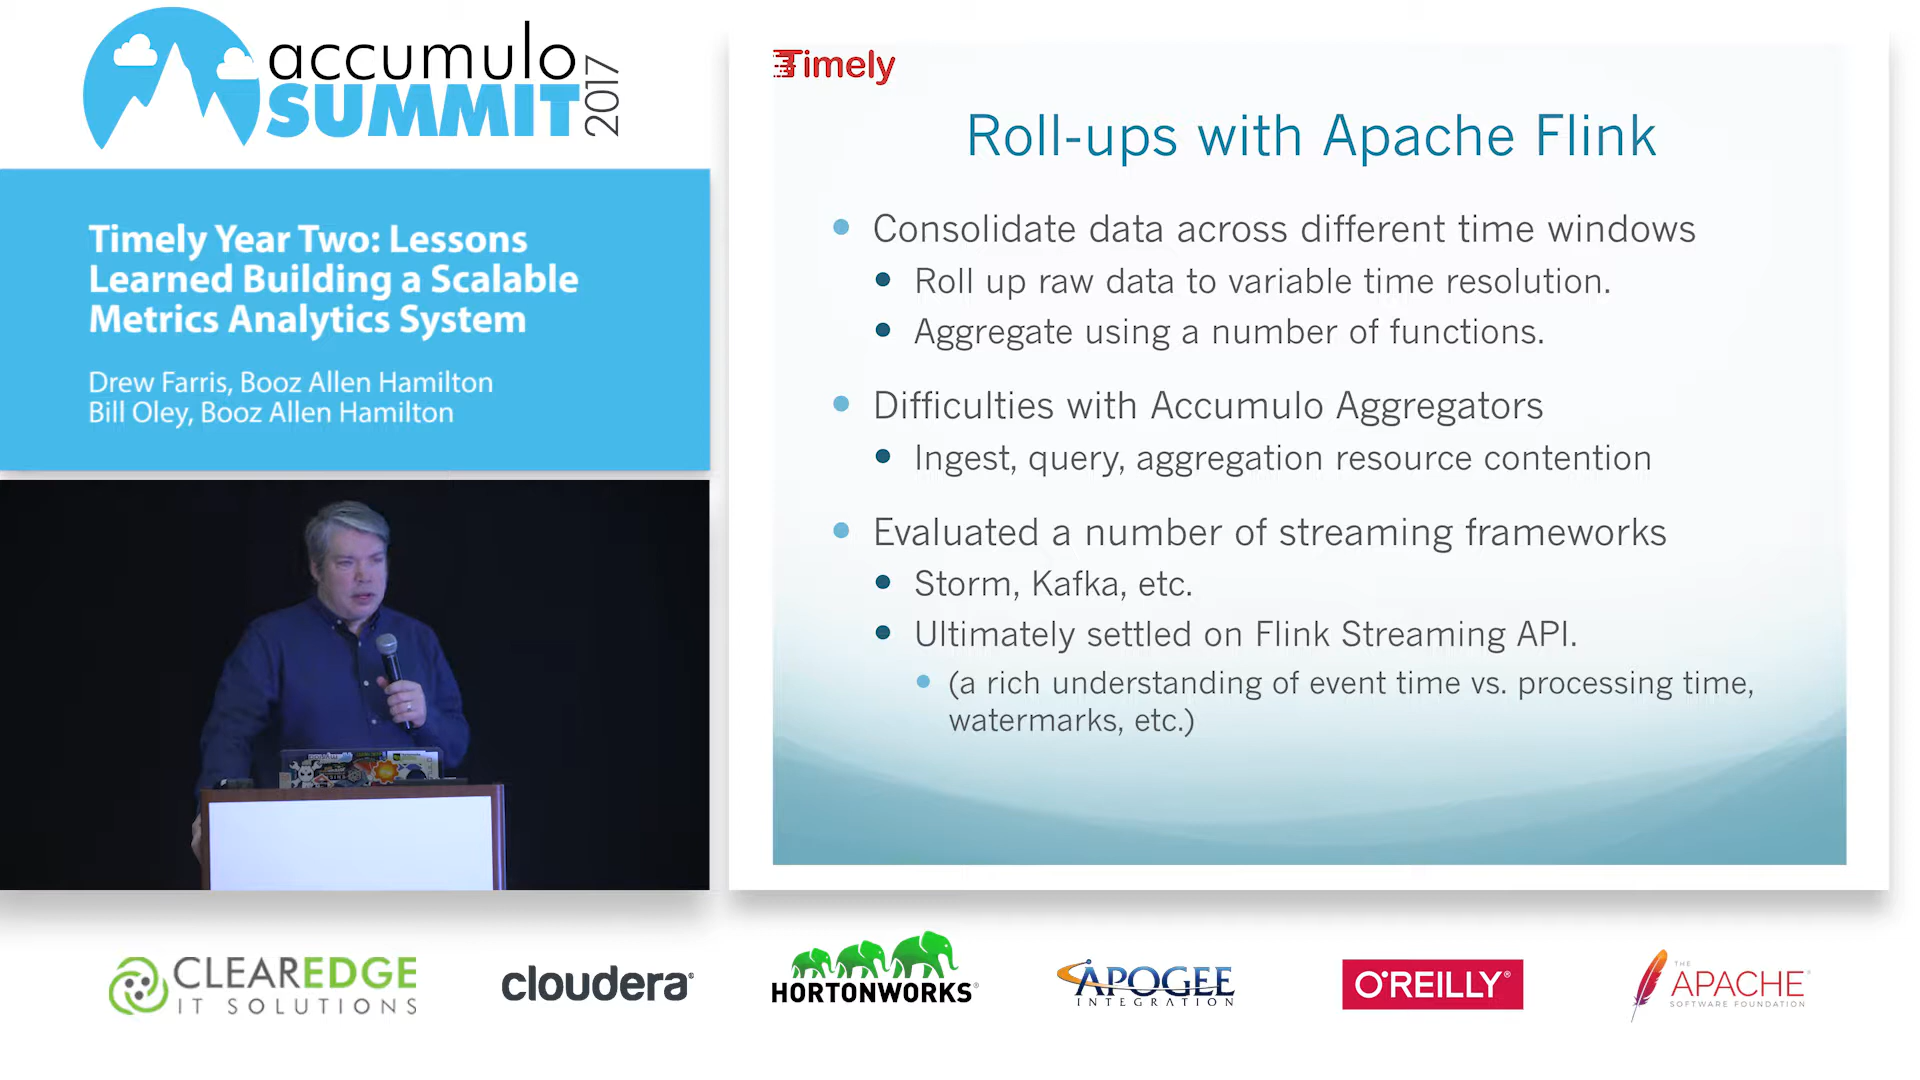 accumulo
SUMMIT
2017
Timely Year Two: Lessons
Learned Building a Scalable
Metrics Analytics System
Drew Farris, Booz Allen Hamilton
Bill Oley, Booz Allen Hamilton
Timely
Roll-ups with Apache Flink
Consolidate data across different time windows
Roll up raw data to variable time resolution.
Aggregate using a number of functions.
Difficulties with Accumulo Aggregators
Ingest, query, aggregation resource contention
Evaluated a number of streaming frameworks
Storm, Kafka, etc.
Ultimately settled on Flink Streaming API.
(a rich understanding of event time vs. processing time,
watermarks, etc.)
CLEAREDGE
IT SOLUTIONS
cloudera®
HORTONWORKS®
APOGEE
INTEGRATION
O'REILLY®
THE
APACHE®
SOFTWARE FOUNDATION